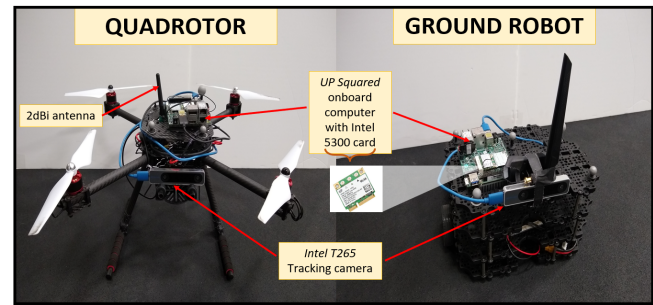 QUADROTOR
GROUND ROBOT
2dBi antenna
UP Squared
onboard
computer
with Intel
5300 card
Intel T265
Tracking camera